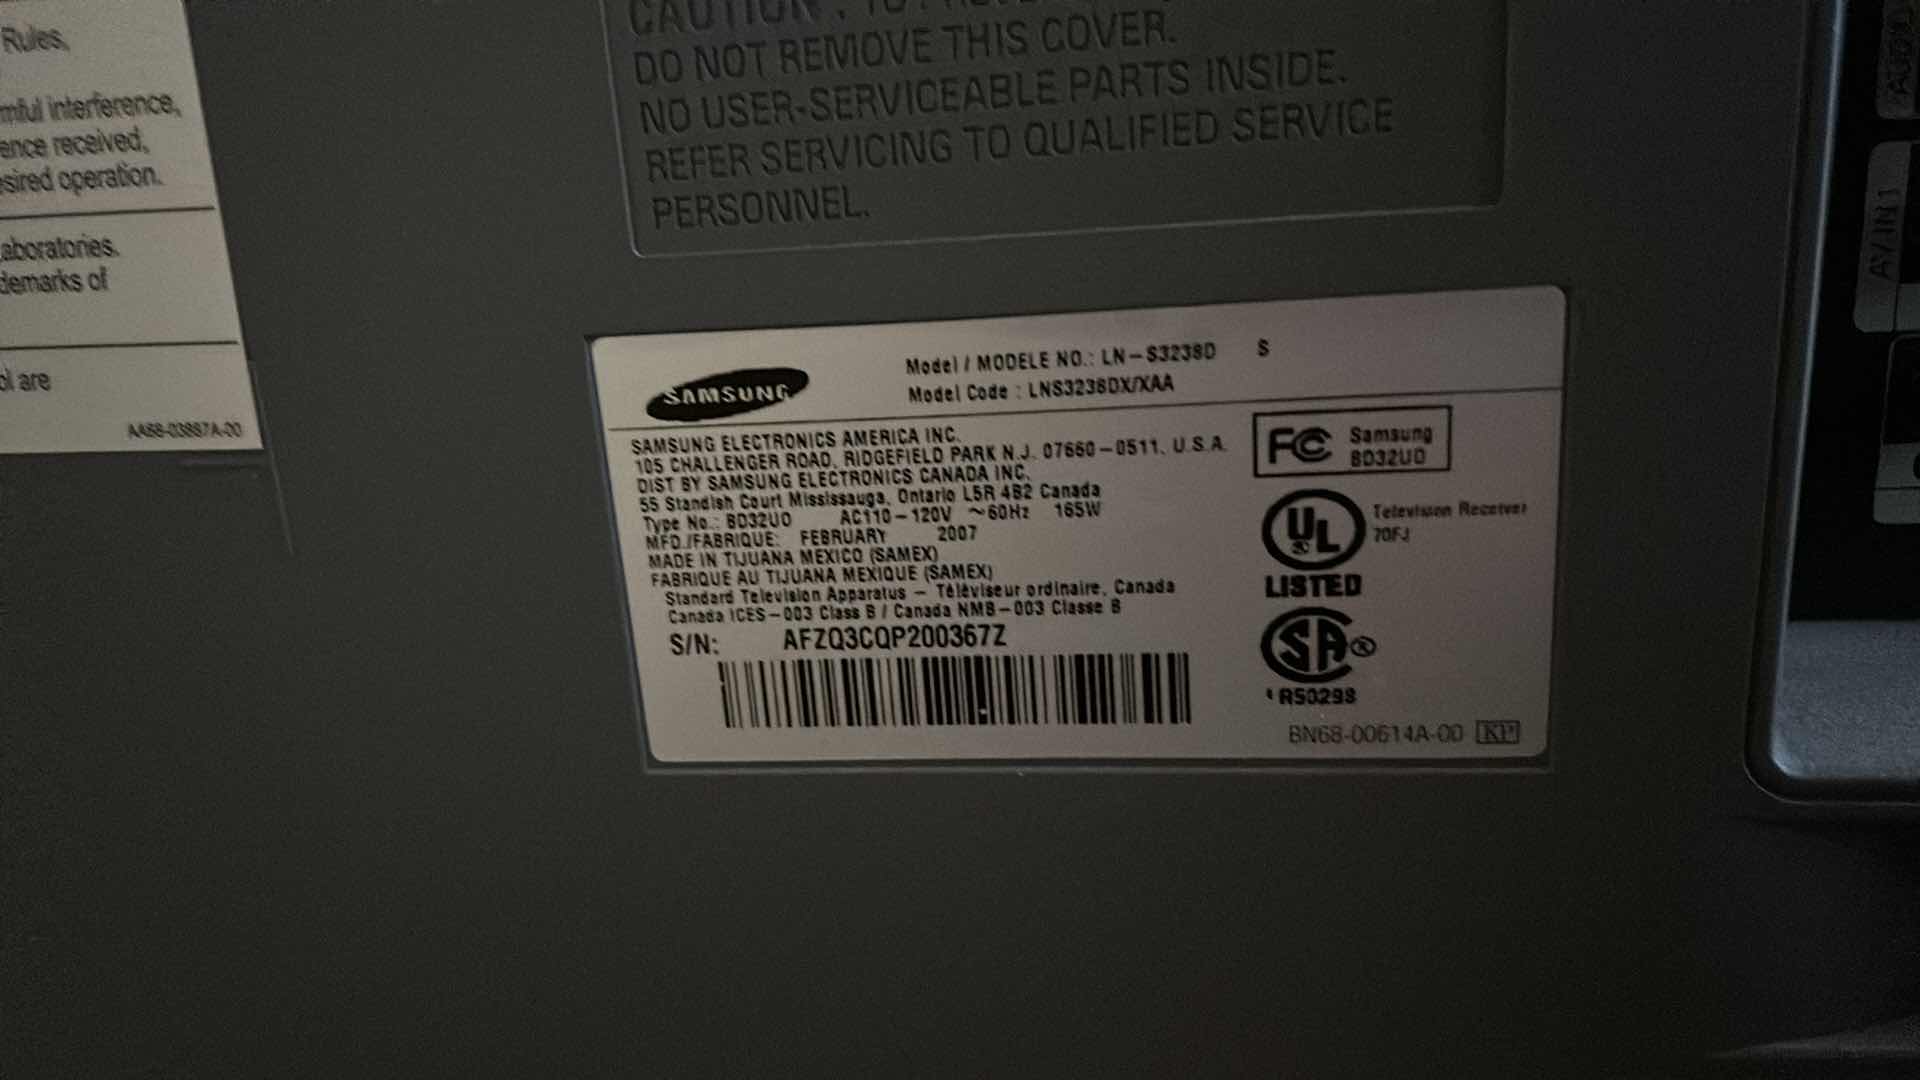 Rules,
interference,
received,
operation.
demarks of
are
AA68-03887A-00
CAUTION :
DO NOT REMOVE THIS COVER.
NO USER-SERVICEABLE PARTS INSIDE.
REFER SERVICING TO QUALIFIED SERVICE
PERSONNEL.
AV IN 1
SAMSUNG
Model / MODELE NO.: LN-S3238D S
Model Code : LNS3238DX/XAA
SAMSUNG ELECTRONICS AMERICA INC.
105 CHALLENGER ROAD, RIDGEFIELD PARK N.J. 07660-0511, U.S.A.
DIST BY SAMSUNG ELECTRONICS CANADA INC.
55 Standish Court Mississauga, Ontario L5R 4B2 Canada
Type No.: BD32UO AC110-120V ~60Hz 165W
MFD./FABRIQUE: FEBRUARY 2007
MADE IN TIJUANA MEXICO (SAMEX)
FABRIQUE AU TIJUANA MEXIQUE (SAMEX)
Standard Television Apparatus - Téléviseur ordinaire, Canada
Canada ICES-003 Class B / Canada NMB-003 Classe B
S/N: AFZQ3CQP200367Z
FC Samsung
BD32UO
UL Television Receiver
70FJ
LISTED
SA ®
R50298
BN68-00614A-00 KP